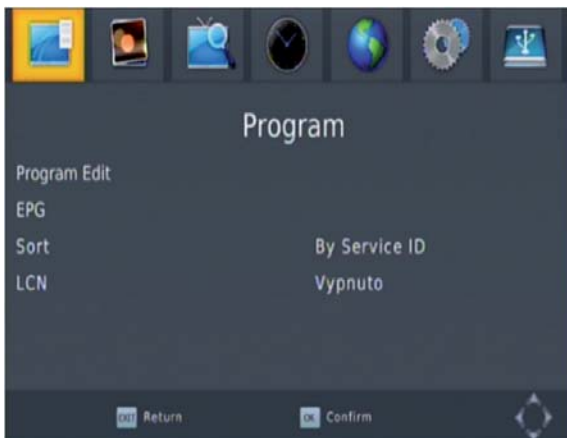 Program
Program Edit
EPG
Sort By Service ID
LCN Vypnuto
EXIT Return OK Confirm